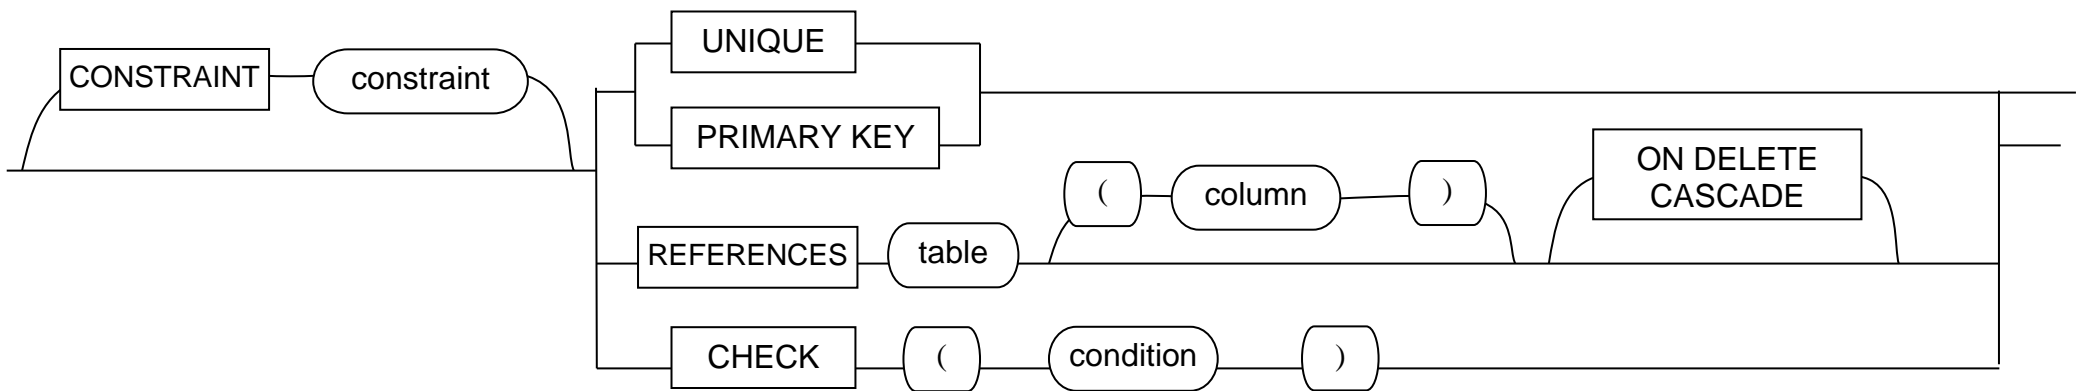 UNIQUE
CONSTRAINT constraint
PRIMARY KEY
ON DELETE
CASCADE
( column )
REFERENCES table
CHECK ( condition )